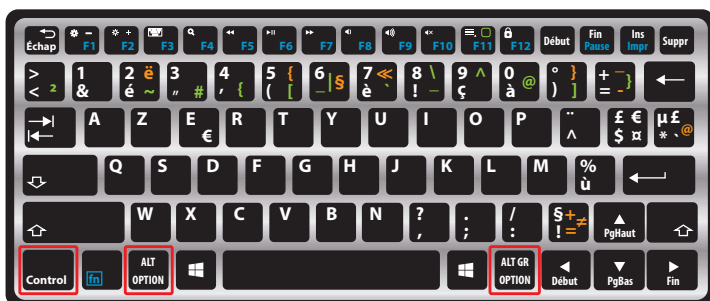 Échap F1 F2 F3 F4 F5 F6 F7 F8 F9 F10 F11 F12 Début Fin Pause Ins Impr Suppr
> < ² 1 & 2 ë é ~ 3 " # 4 ' { 5 { ( [ 6 _ | § 7 ≪ è ` 8 \ ! _ 9 ^ ç 0 @ à ° } ) ] + - } = -
A Z E € R T Y U I O P ¨ ^ £ € $ ¤ µ £ * ` @
Q S D F G H J K L M % ù
W X C V B N ? , . ; / : § + ≠ ! = PgHaut
Control fn ALT OPTION ALT GR OPTION Début PgBas Fin